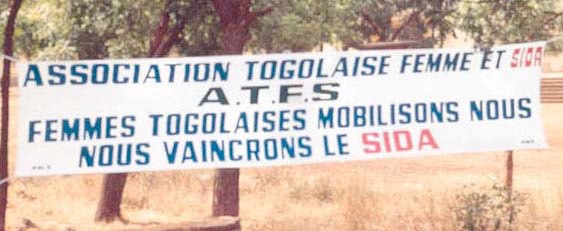 ASSOCIATION TOGOLAISE FEMME ET SIDA
A.T.F.S
FEMMES TOGOLAISES MOBILISONS NOUS
NOUS VAINCRONS LE SIDA